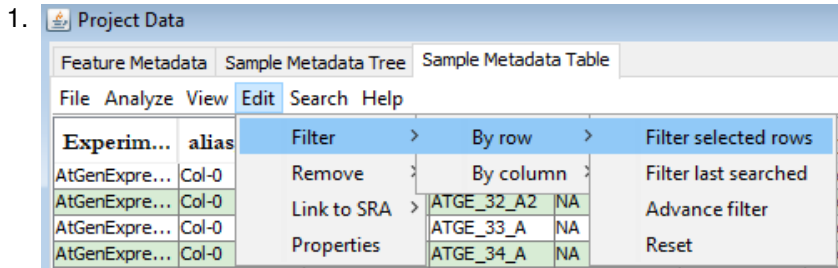 1. Project Data
Feature Metadata Sample Metadata Tree Sample Metadata Table
File Analyze View Edit Search Help
Experim... alias Filter > By row > Filter selected rows
AtGenExpre... Col-0 Remove > By column > Filter last searched
AtGenExpre... Col-0 Link to SRA > ATGE_32_A2 NA Advance filter
AtGenExpre... Col-0 ATGE_33_A NA
AtGenExpre... Col-0 Properties ATGE_34_A NA Reset